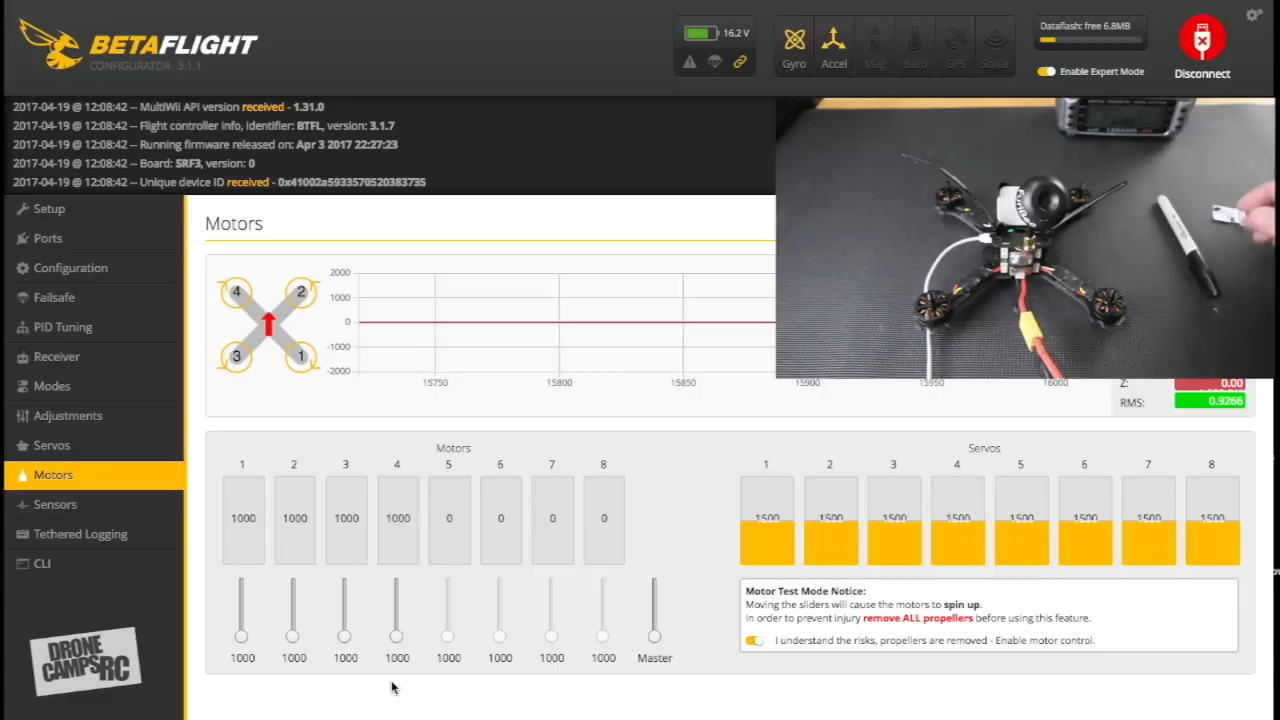 BETAFLIGHT
CONFIGURATOR 3.1.1
16.2 V
Gyro
Accel
Mag
Baro
GPS
Sonar
Dataflash: free 6.8MB
Enable Expert Mode
Disconnect
2017-04-19 @ 12:08:42 -- MultiWii API version received - 1.31.0
2017-04-19 @ 12:08:42 -- Flight controller info, identifier: BTFL, version: 3.1.7
2017-04-19 @ 12:08:42 -- Running firmware released on: Apr 3 2017 22:27:23
2017-04-19 @ 12:08:42 -- Board: SRF3, version: 0
2017-04-19 @ 12:08:42 -- Unique device ID received - 0x41002a5933570520383735
Setup
Ports
Configuration
Failsafe
PID Tuning
Receiver
Modes
Adjustments
Servos
Motors
Sensors
Tethered Logging
CLI
DRONE
CAMPS RC
Motors
4 2
3 1
2000
1000
0
-1000
-2000
15750 15800 15850 15900 15950 16000
Z: 0.00
RMS: 0.9266
Motors
1 2 3 4 5 6 7 8
1000 1000 1000 1000 0 0 0 0
1000 1000 1000 1000 1000 1000 1000 1000 Master
Servos
1 2 3 4 5 6 7 8
1500 1500 1500 1500 1500 1500 1500 1500
Motor Test Mode Notice:
Moving the sliders will cause the motors to spin up.
In order to prevent injury remove ALL propellers before using this feature.
I understand the risks, propellers are removed - Enable motor control.